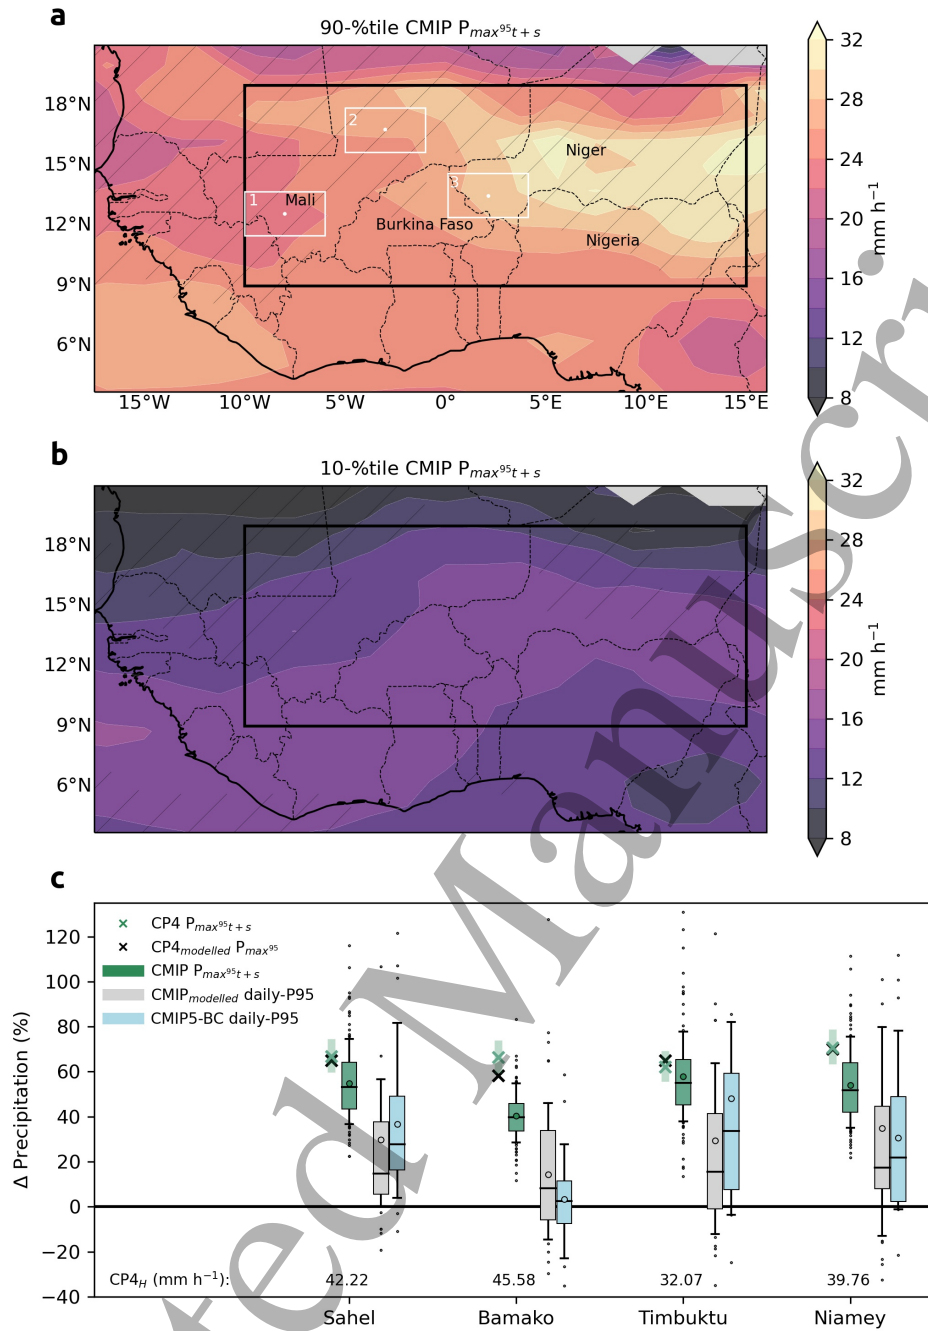 a
90-%tile CMIP Pmax⁹⁵t+s
18°N
15°N
12°N
9°N
6°N
15°W
10°W
5°W
0°
5°E
10°E
15°E
2
1
3
Mali
Niger
Burkina Faso
Nigeria
32
28
24
20
16
12
8
mm h⁻¹
b
10-%tile CMIP Pmax⁹⁵t+s
18°N
15°N
12°N
9°N
6°N
32
28
24
20
16
12
8
mm h⁻¹
c
Δ Precipitation (%)
120
100
80
60
40
20
0
−20
−40
CP4 Pmax⁹⁵t+s
CP4modelled Pmax⁹⁵
CMIP Pmax⁹⁵t+s
CMIPmodelled daily-P95
CMIP5-BC daily-P95
CP4H (mm h⁻¹):
42.22
45.58
32.07
39.76
Sahel
Bamako
Timbuktu
Niamey
ted Manuscri